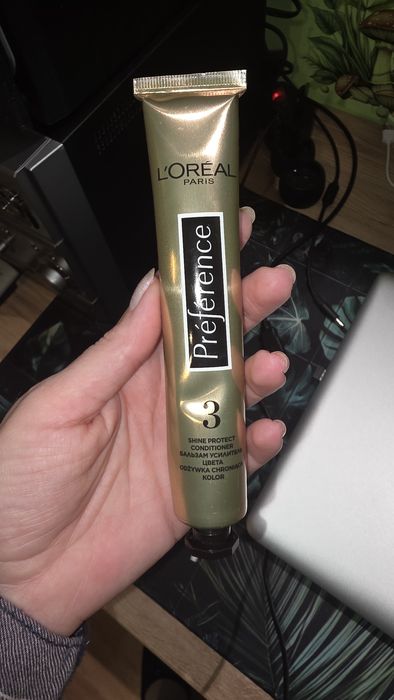 L'ORÉAL
PARIS
Préférence
3
SHINE PROTECT
CONDITIONER
БАЛЬЗАМ УСИЛИТЕЛЬ
ЦВЕТА
ODŻYWKA CHRONIĄCA
KOLOR